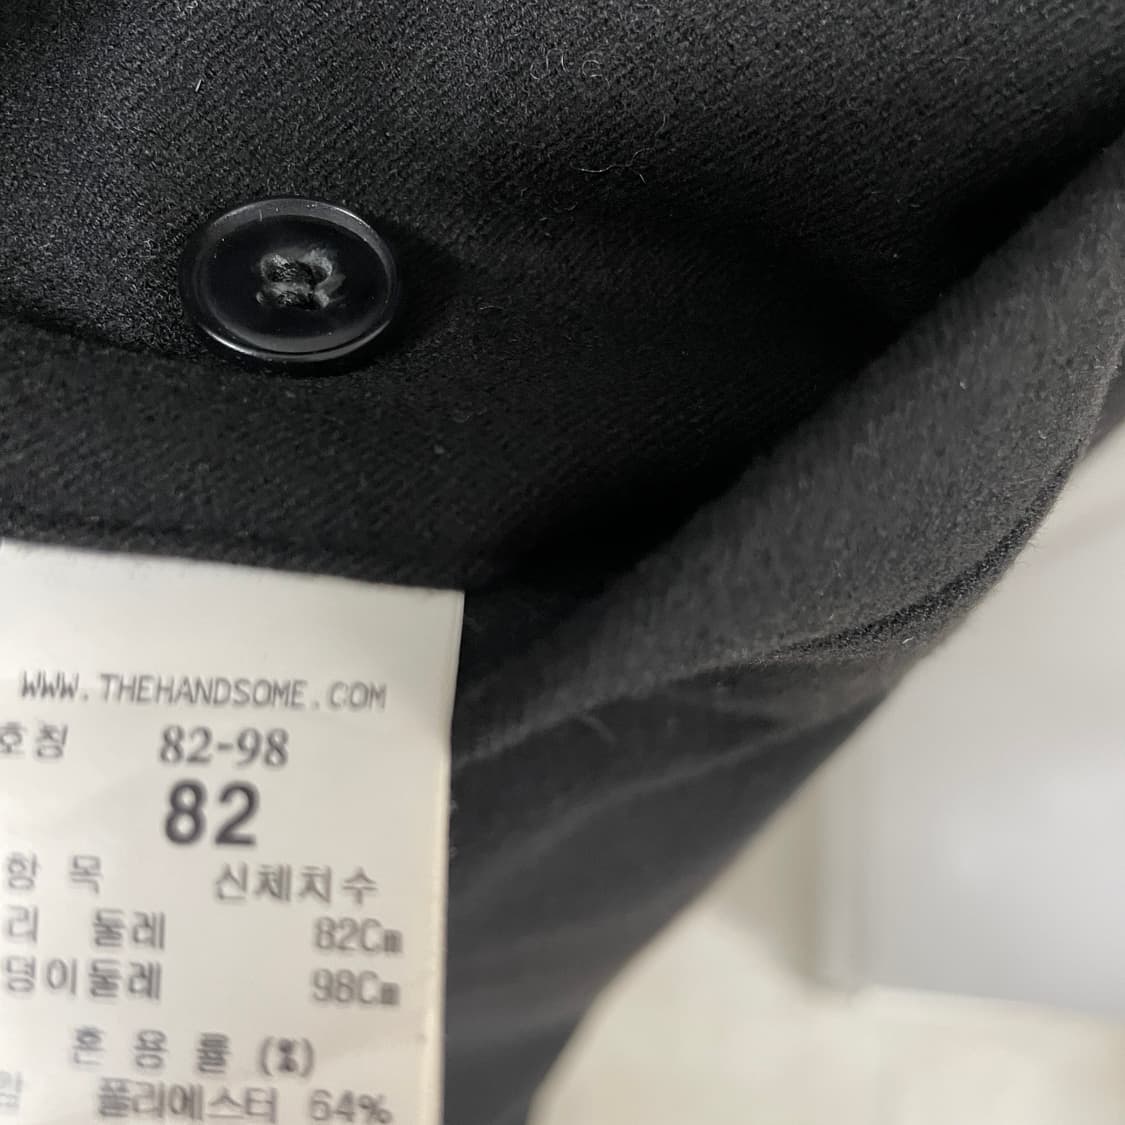 WWW.THEHANDSOME.COM
호칭 82-98
82
항 목 신체치수
리 둘레 82Cm
덩이둘레 98Cm
혼 용 률 (%)
폴리에스터 64%